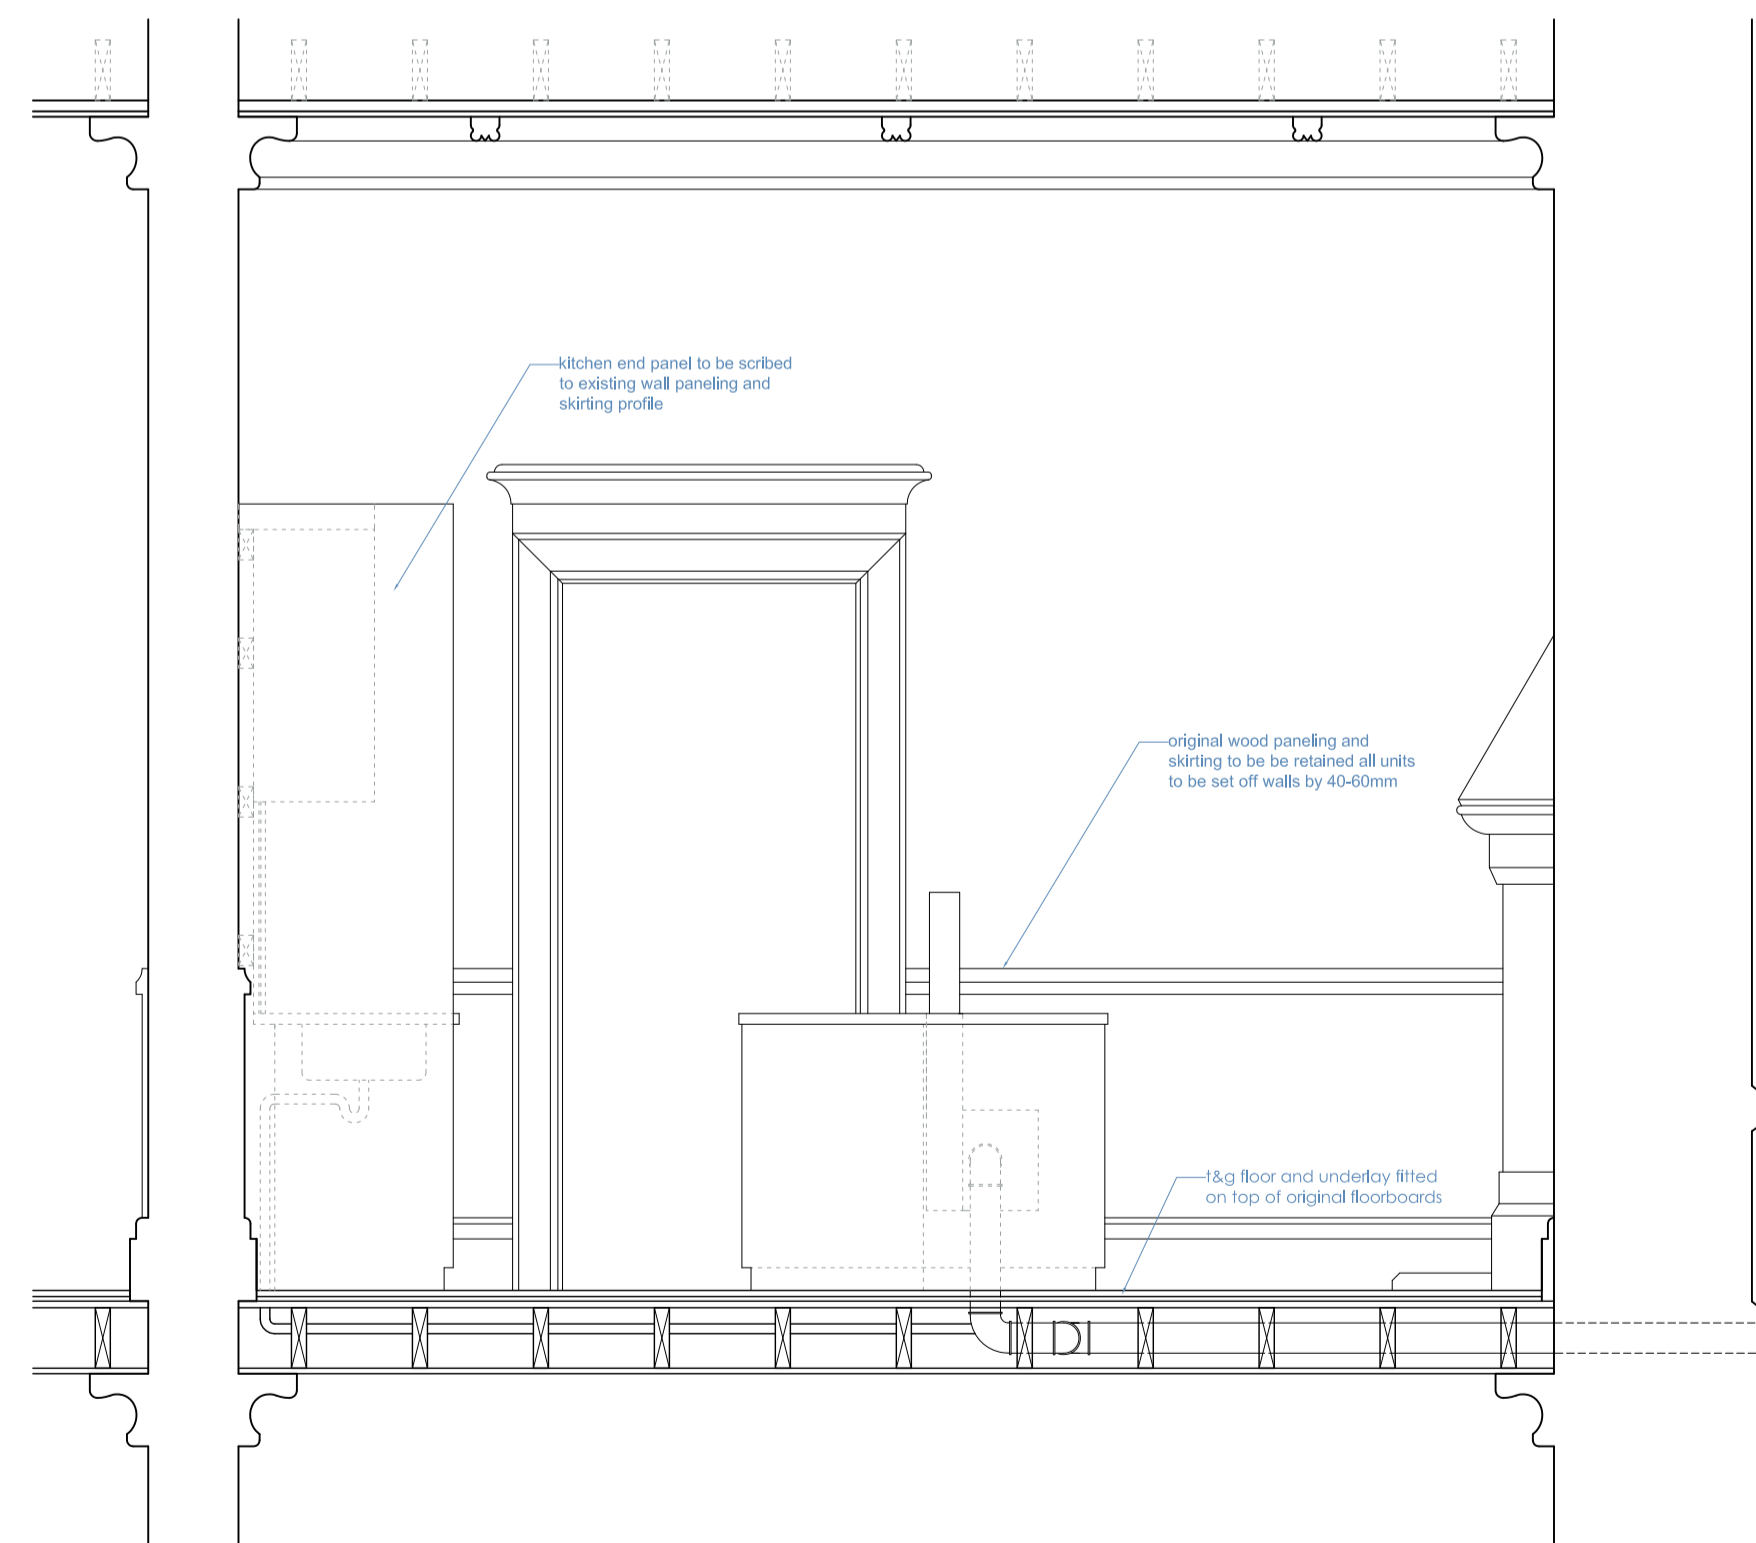 kitchen end panel to be scribed
to existing wall paneling and
skirting profile
original wood paneling and
skirting to be be retained all units
to be set off walls by 40-60mm
t&g floor and underlay fitted
on top of original floorboards